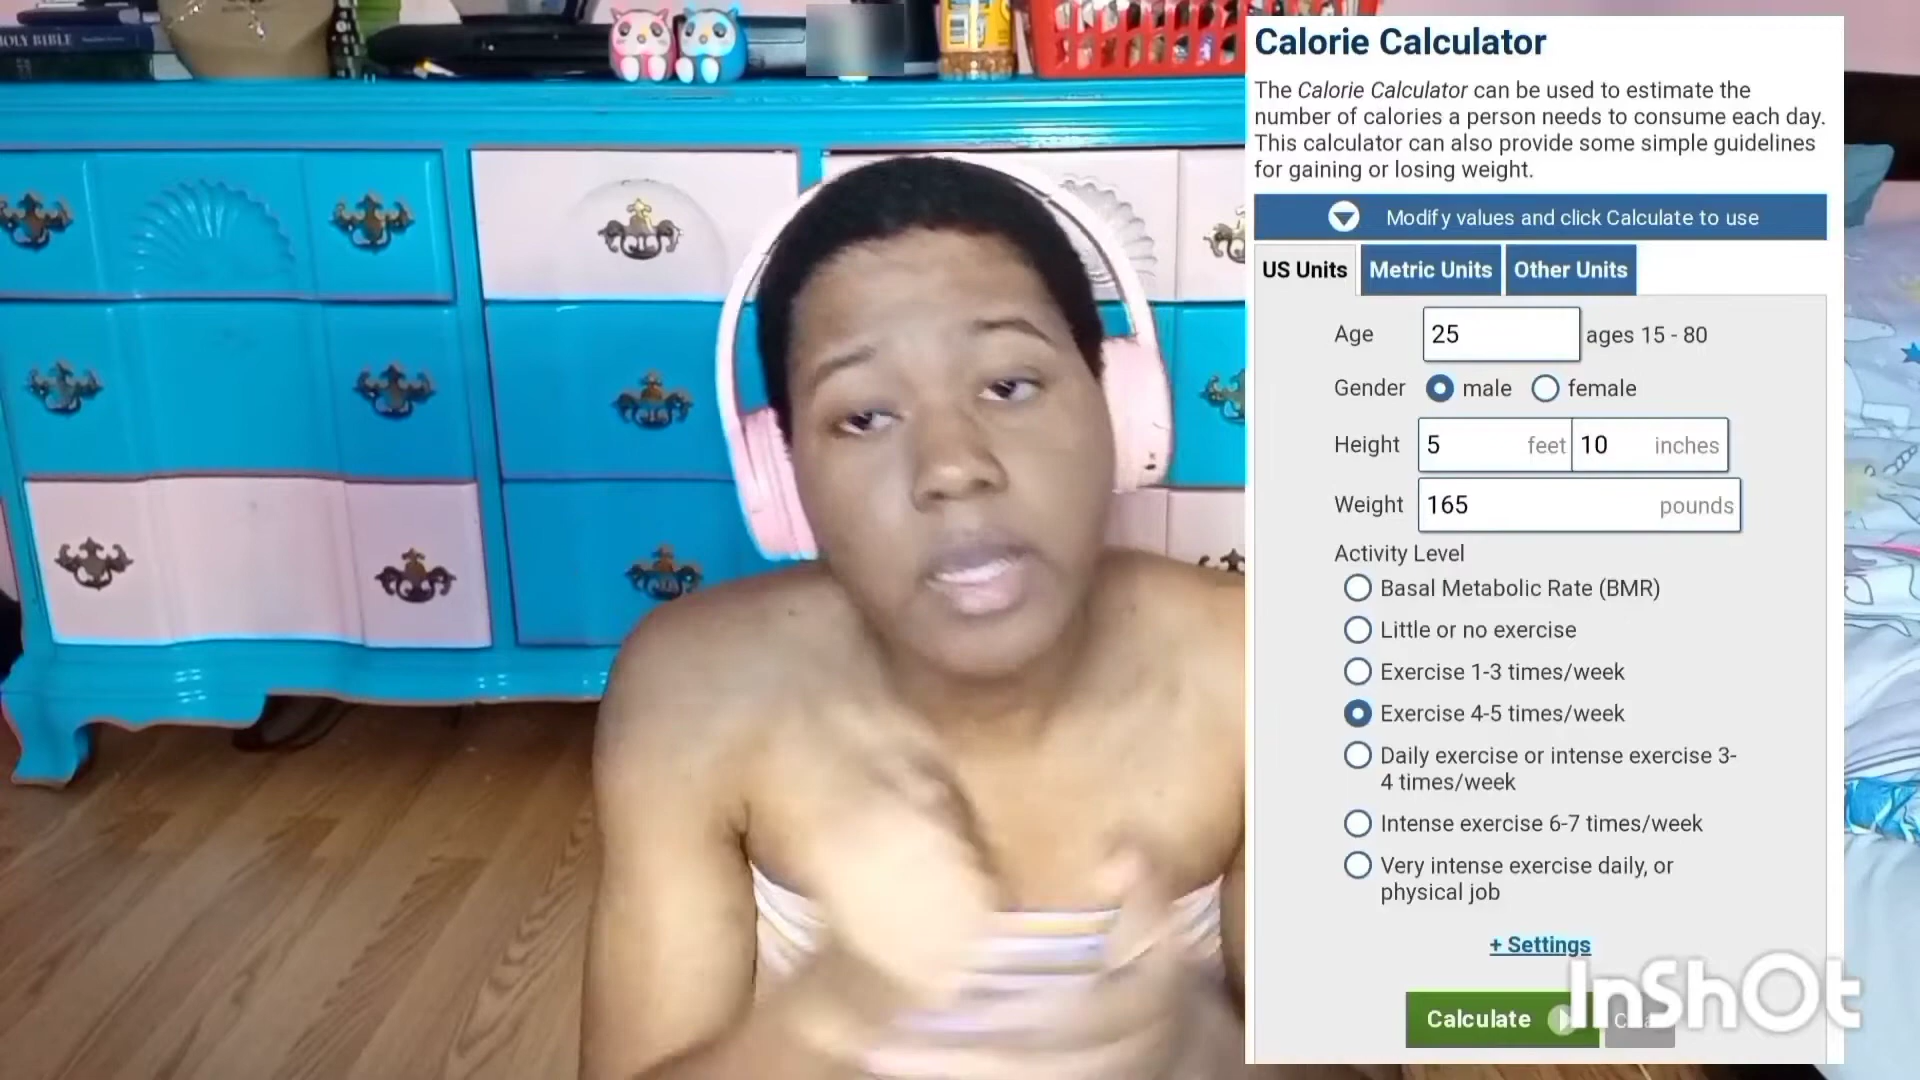 HOLY BIBLE
Calorie Calculator
The Calorie Calculator can be used to estimate the
number of calories a person needs to consume each day.
This calculator can also provide some simple guidelines
for gaining or losing weight.
Modify values and click Calculate to use
US Units Metric Units Other Units
Age 25 ages 15 - 80
Gender male female
Height 5 feet 10 inches
Weight 165 pounds
Activity Level
Basal Metabolic Rate (BMR)
Little or no exercise
Exercise 1-3 times/week
Exercise 4-5 times/week
Daily exercise or intense exercise 3-
4 times/week
Intense exercise 6-7 times/week
Very intense exercise daily, or
physical job
+ Settings
Calculate
InShOt